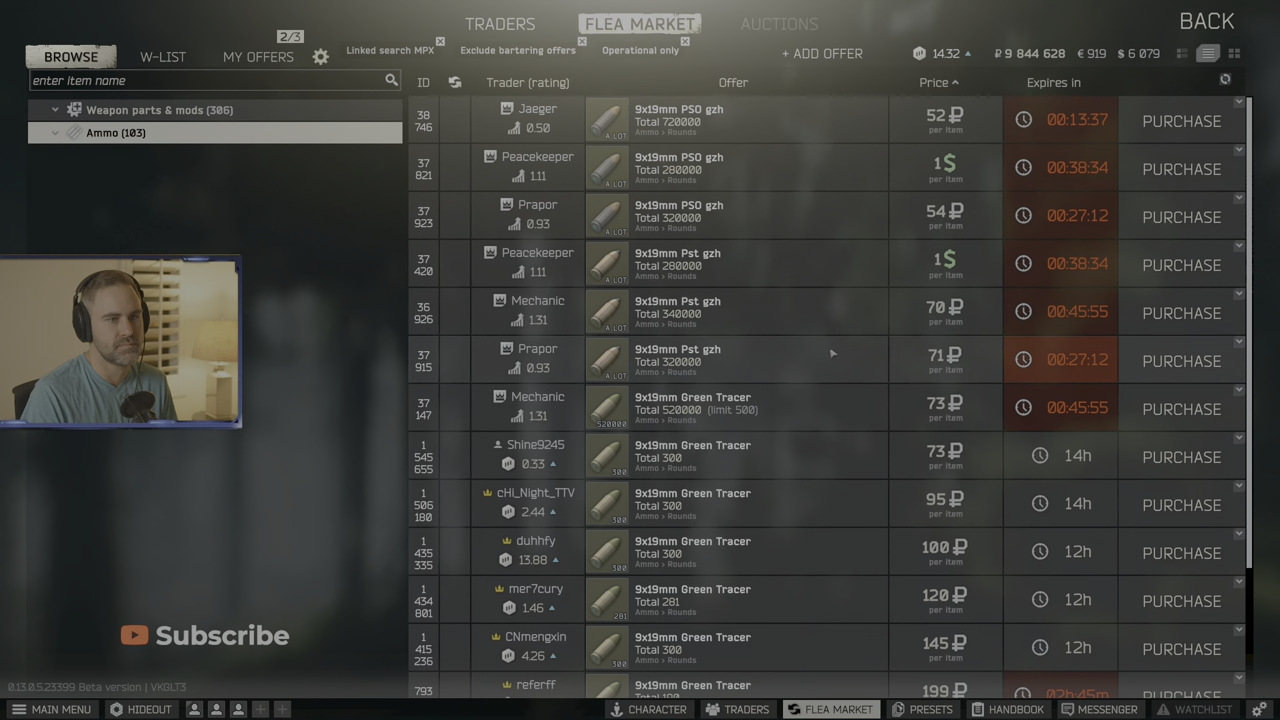 TRADERS
FLEA MARKET
AUCTIONS
BACK
BROWSE
W-LIST
2/3
MY OFFERS
Linked search MPX
Exclude bartering offers
Operational only
+ ADD OFFER
14.32
₽ 9 844 628
€ 919
$ 6 079
enter item name
ID
Trader (rating)
Offer
Price
Expires in
Weapon parts & mods (306)
Ammo (103)
38 746
Jaeger
0.50
A LOT
9x19mm PSO gzh
Total 720000
Ammo > Rounds
52₽
per item
00:13:37
PURCHASE
37 821
Peacekeeper
1.11
A LOT
9x19mm PSO gzh
Total 280000
Ammo > Rounds
1$
per item
00:38:34
PURCHASE
37 923
Prapor
0.93
A LOT
9x19mm PSO gzh
Total 320000
Ammo > Rounds
54₽
per item
00:27:12
PURCHASE
37 420
Peacekeeper
1.11
A LOT
9x19mm Pst gzh
Total 280000
Ammo > Rounds
1$
per item
00:38:34
PURCHASE
36 926
Mechanic
1.31
A LOT
9x19mm Pst gzh
Total 340000
Ammo > Rounds
70₽
per item
00:45:55
PURCHASE
37 915
Prapor
0.93
A LOT
9x19mm Pst gzh
Total 320000
Ammo > Rounds
71₽
per item
00:27:12
PURCHASE
37 147
Mechanic
1.31
520000
9x19mm Green Tracer
Total 520000 (limit 500)
Ammo > Rounds
73₽
per item
00:45:55
PURCHASE
1 545 655
Shine9245
0.33
300
9x19mm Green Tracer
Total 300
Ammo > Rounds
73₽
per item
14h
PURCHASE
1 506 180
cHi_Night_TTV
2.44
300
9x19mm Green Tracer
Total 300
Ammo > Rounds
95₽
per item
14h
PURCHASE
1 435 335
duhhfy
13.88
300
9x19mm Green Tracer
Total 300
Ammo > Rounds
100₽
per item
12h
PURCHASE
1 434 801
mer7cury
1.46
281
9x19mm Green Tracer
Total 281
Ammo > Rounds
120₽
per item
12h
PURCHASE
1 415 236
CNmengxin
4.26
300
9x19mm Green Tracer
Total 300
Ammo > Rounds
145₽
per item
12h
PURCHASE
793
referff
9x19mm Green Tracer
199₽
02h:45m
PURCHASE
Subscribe
0.13.0.5.23399 Beta version | VKGLT3
MAIN MENU
HIDEOUT
CHARACTER
TRADERS
FLEA MARKET
PRESETS
HANDBOOK
MESSENGER
WATCHLIST